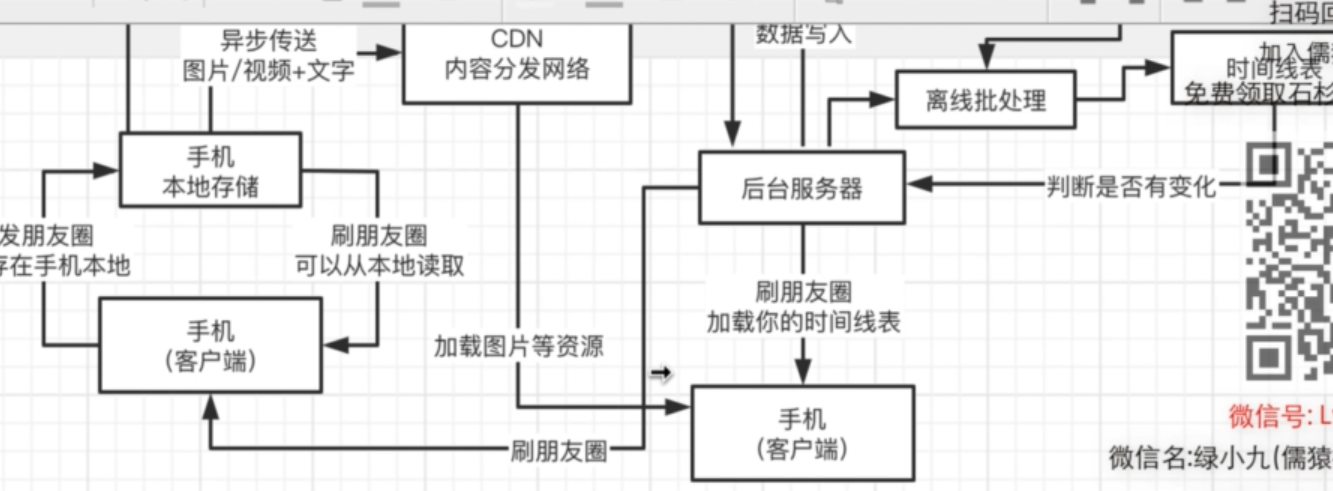 扫码回
异步传送
图片/视频+文字
CDN
内容分发网络
数据写入
加入儒
时间线表
免费领取石杉
离线批处理
手机
本地存储
后台服务器
判断是否有变化
发朋友圈
存在手机本地
刷朋友圈
可以从本地读取
刷朋友圈
加载你的时间线表
手机
(客户端)
加载图片等资源
手机
(客户端)
刷朋友圈
微信号: L
微信名:绿小九(儒猿